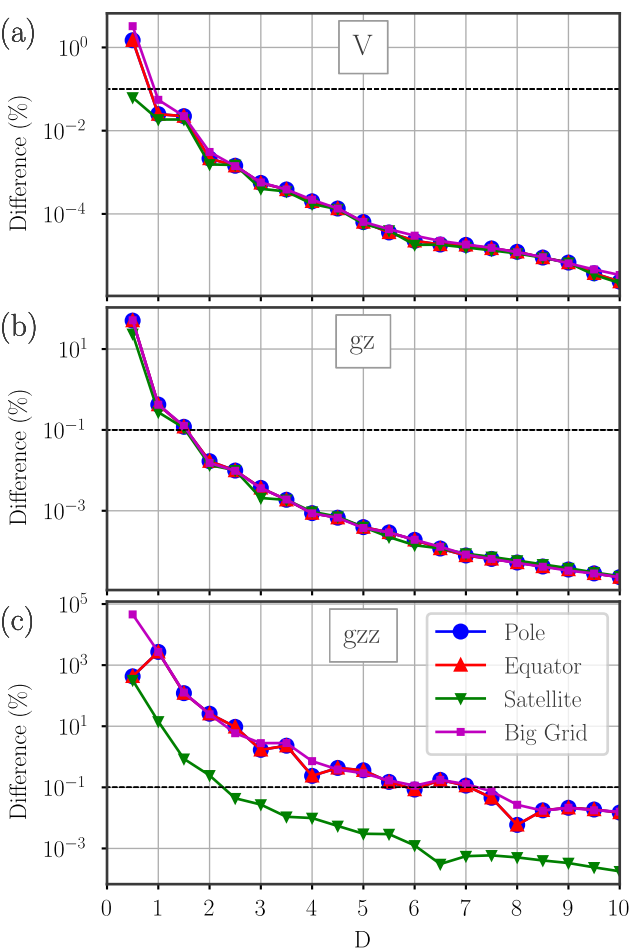 (a)
V
Difference (%)
10^0
10^−2
10^−4
(b)
gz
Difference (%)
10^1
10^−1
10^−3
(c)
gzz
Difference (%)
10^5
10^3
10^1
10^−1
10^−3
Pole
Equator
Satellite
Big Grid
0 1 2 3 4 5 6 7 8 9 10
D